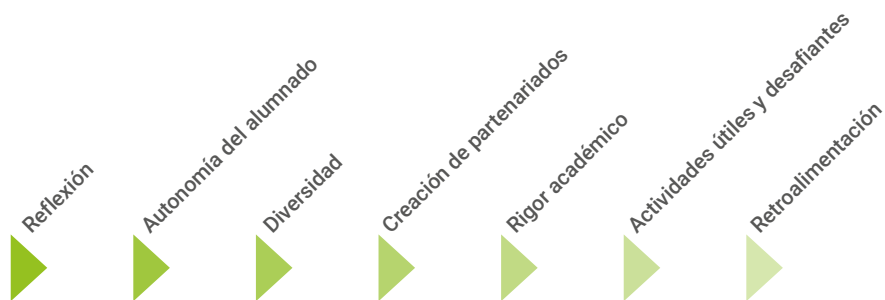 Reflexión
Autonomía del alumnado
Diversidad
Creación de partenariados
Rigor académico
Actividades útiles y desafiantes
Retroalimentación